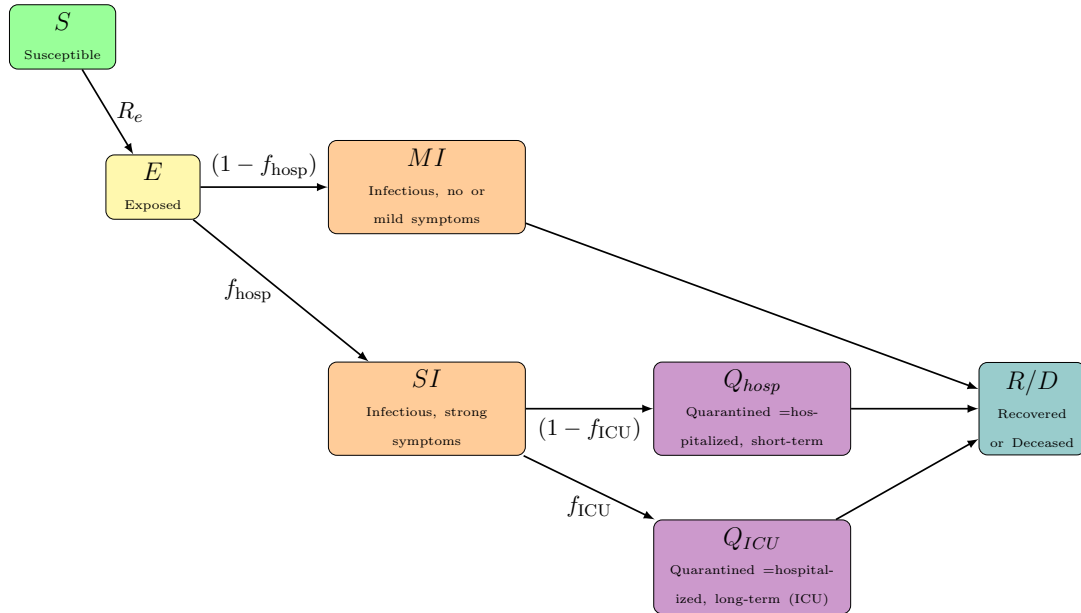 S
Susceptible
R_e
E
Exposed
(1 − f_hosp)
MI
Infectious, no or
mild symptoms
f_hosp
SI
Infectious, strong
symptoms
(1 − f_ICU)
Q_hosp
Quarantined =hos-
pitalized, short-term
R/D
Recovered
or Deceased
f_ICU
Q_ICU
Quarantined =hospital-
ized, long-term (ICU)